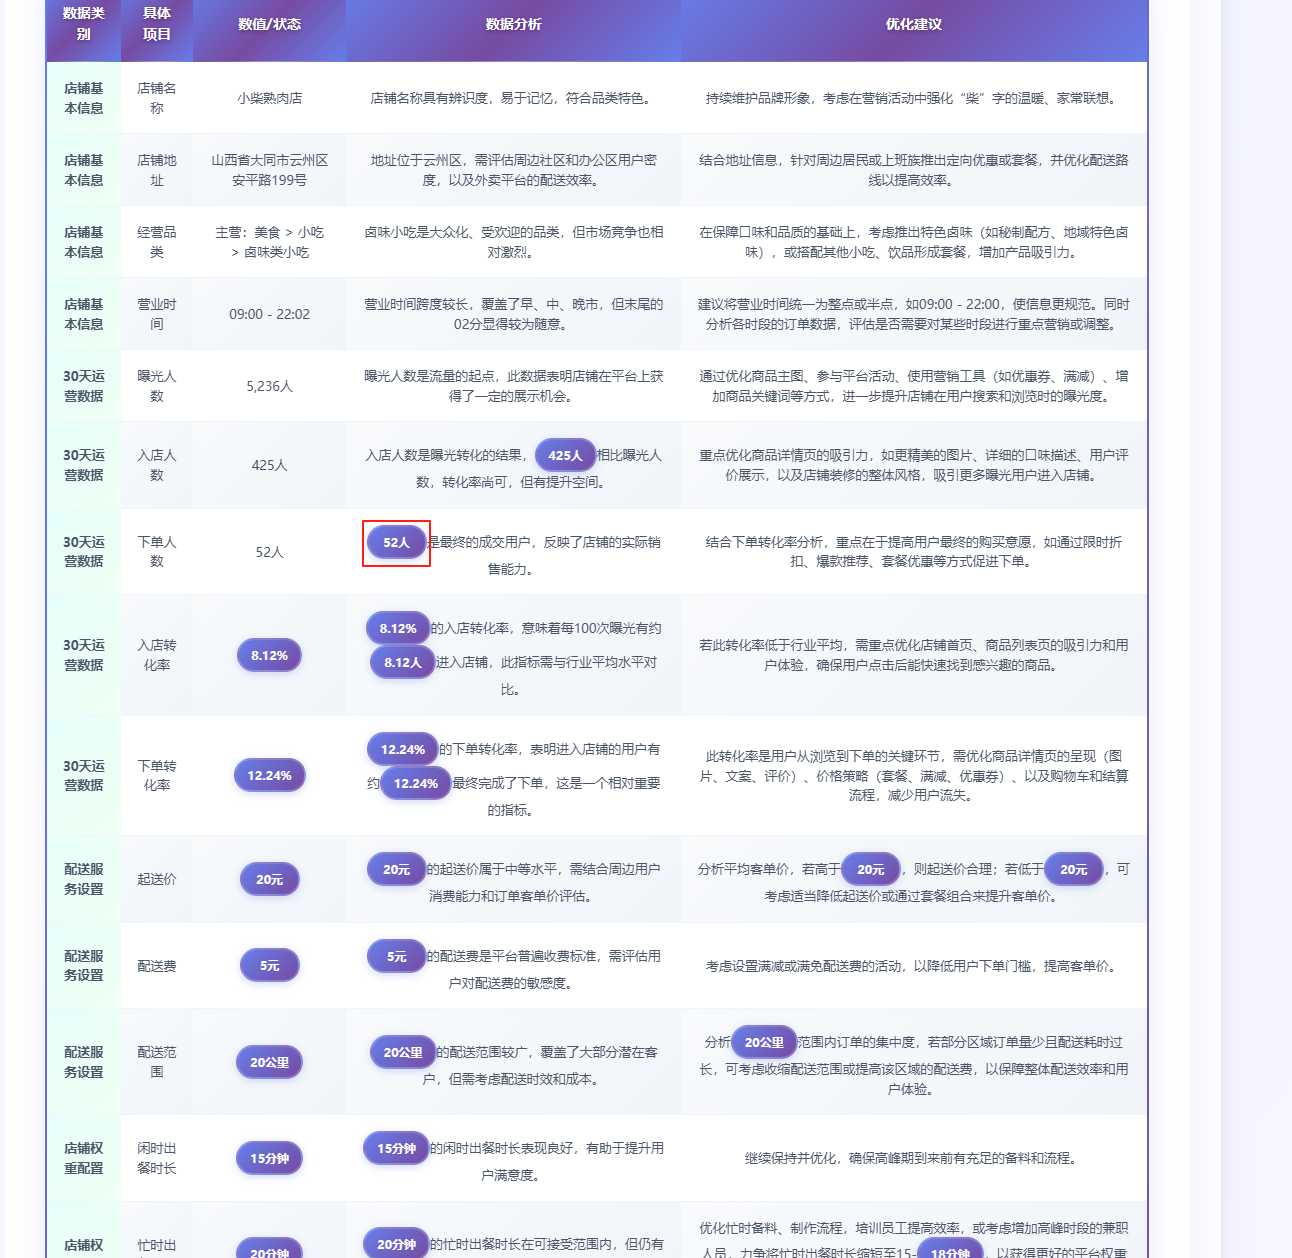 数据类
别
具体
项目
数值/状态
数据分析
优化建议
店铺基
本信息
店铺名
称
小柴熟肉店
店铺名称具有辨识度，易于记忆，符合品类特色。
持续维护品牌形象，考虑在营销活动中强化“柴”字的温暖、家常联想。
店铺基
本信息
店铺地
址
山西省大同市云州区
安平路199号
地址位于云州区，需评估周边社区和办公区用户密
度，以及外卖平台的配送效率。
结合地址信息，针对周边居民或上班族推出定向优惠或套餐，并优化配送路
线以提高效率。
店铺基
本信息
经营品
类
主营：美食 > 小吃
> 卤味类小吃
卤味小吃是大众化、受欢迎的品类，但市场竞争也相
对激烈。
在保障口味和品质的基础上，考虑推出特色卤味（如秘制配方、地域特色卤
味），或搭配其他小吃、饮品形成套餐，增加产品吸引力。
店铺基
本信息
营业时
间
09:00 - 22:02
营业时间跨度较长，覆盖了早、中、晚市，但末尾的
02分显得较为随意。
建议将营业时间统一为整点或半点，如09:00 - 22:00，使信息更规范。同时
分析各时段的订单数据，评估是否需要对某些时段进行重点营销或调整。
30天运
营数据
曝光人
数
5,236人
曝光人数是流量的起点，此数据表明店铺在平台上获
得了一定的展示机会。
通过优化商品主图、参与平台活动、使用营销工具（如优惠券、满减）、增
加商品关键词等方式，进一步提升店铺在用户搜索和浏览时的曝光度。
30天运
营数据
入店人
数
425人
入店人数是曝光转化的结果，425人相比曝光人
数，转化率尚可，但有提升空间。
重点优化商品详情页的吸引力，如更精美的图片、详细的口味描述、用户评
价展示，以及店铺装修的整体风格，吸引更多曝光用户进入店铺。
30天运
营数据
下单人
数
52人
52人是最终的成交用户，反映了店铺的实际销
售能力。
结合下单转化率分析，重点在于提高用户最终的购买意愿，如通过限时折
扣、爆款推荐、套餐优惠等方式促进下单。
30天运
营数据
入店转
化率
8.12%
8.12%的入店转化率，意味着每100次曝光有约
8.12人进入店铺，此指标需与行业平均水平对
比。
若此转化率低于行业平均，需重点优化店铺首页、商品列表页的吸引力和用
户体验，确保用户点击后能快速找到感兴趣的商品。
30天运
营数据
下单转
化率
12.24%
12.24%的下单转化率，表明进入店铺的用户有
约12.24%最终完成了下单，这是一个相对重要
的指标。
此转化率是用户从浏览到下单的关键环节，需优化商品详情页的呈现（图
片、文案、评价）、价格策略（套餐、满减、优惠券）、以及购物车和结算
流程，减少用户流失。
配送服
务设置
起送价
20元
20元的起送价属于中等水平，需结合周边用户
消费能力和订单客单价评估。
分析平均客单价，若高于20元，则起送价合理；若低于20元，可
考虑适当降低起送价或通过套餐组合来提升客单价。
配送服
务设置
配送费
5元
5元的配送费是平台普遍收费标准，需评估用
户对配送费的敏感度。
考虑设置满减或满免配送费的活动，以降低用户下单门槛，提高客单价。
配送服
务设置
配送范
围
20公里
20公里的配送范围较广，覆盖了大部分潜在客
户，但需考虑配送时效和成本。
分析20公里范围内订单的集中度，若部分区域订单量少且配送耗时过
长，可考虑收缩配送范围或提高该区域的配送费，以保障整体配送效率和用
户体验。
店铺权
重配置
闲时出
餐时长
15分钟
15分钟的闲时出餐时长表现良好，有助于提升用
户满意度。
继续保持并优化，确保高峰期到来前有充足的备料和流程。
店铺权
忙时出
20分钟
20分钟的忙时出餐时长在可接受范围内，但仍有
优化忙时备料、制作流程，培训员工提高效率，或考虑增加高峰时段的兼职
人员，力争将忙时出餐时长缩短至15-18分钟，以获得更好的平台权重